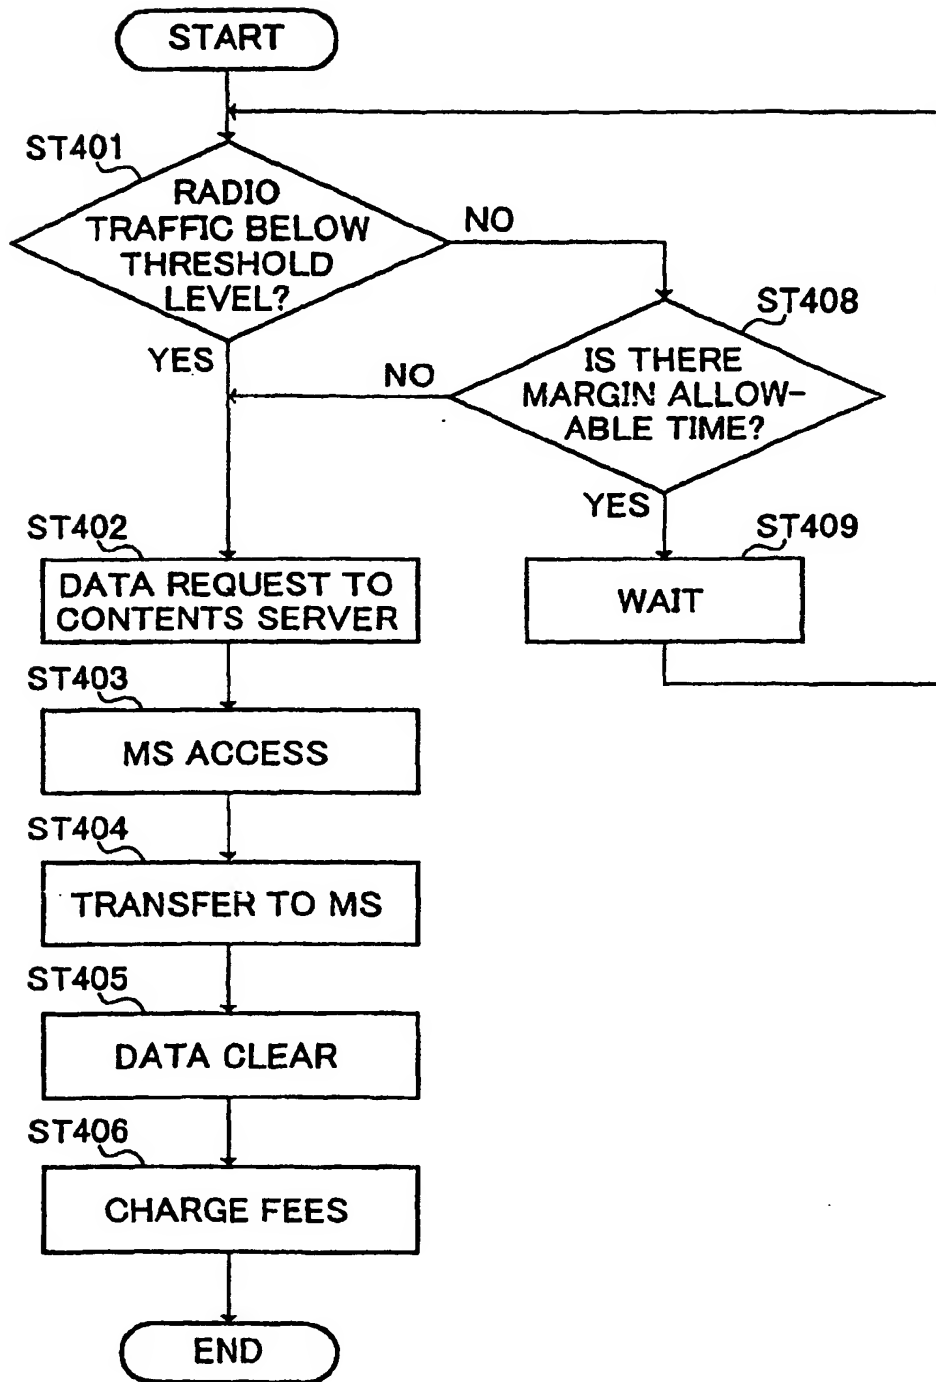 START
ST401
RADIO
TRAFFIC BELOW
THRESHOLD
LEVEL?
NO
YES
ST408
IS THERE
MARGIN ALLOW-
ABLE TIME?
NO
YES
ST402
DATA REQUEST TO
CONTENTS SERVER
ST409
WAIT
ST403
MS ACCESS
ST404
TRANSFER TO MS
ST405
DATA CLEAR
ST406
CHARGE FEES
END